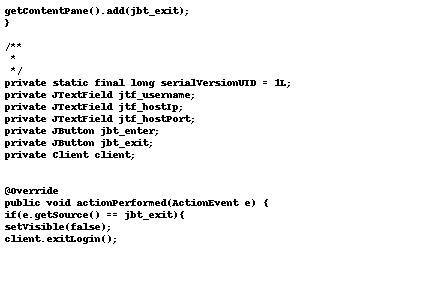 getContentPane().add(jbt_exit);
}
/**
*
*/
private static final long serialVersionUID = 1L;
private JTextField jtf_username;
private JTextField jtf_hostIp;
private JTextField jtf_hostPort;
private JButton jbt_enter;
private JButton jbt_exit;
private Client client;
@Override
public void actionPerformed(ActionEvent e) {
if(e.getSource() == jbt_exit){
setVisible(false);
client.exitLogin();